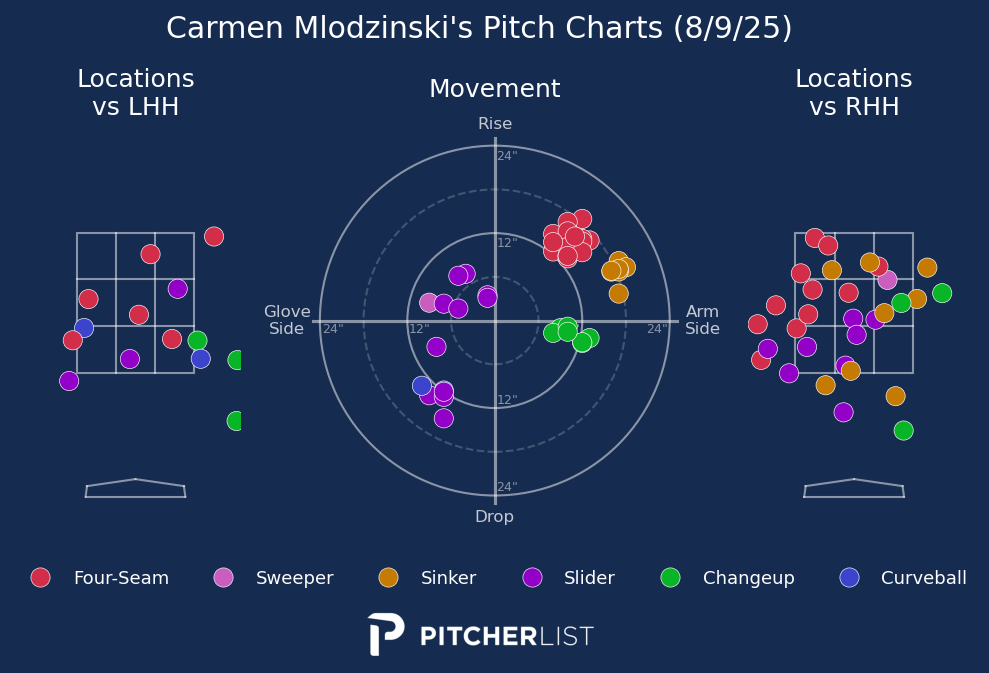 Carmen Mlodzinski's Pitch Charts (8/9/25)
Locations
vs LHH
Movement
Locations
vs RHH
Rise
24"
12"
Glove
Side
24"
12"
24"
Arm
Side
12"
24"
Drop
Four-Seam
Sweeper
Sinker
Slider
Changeup
Curveball
PITCHERLIST